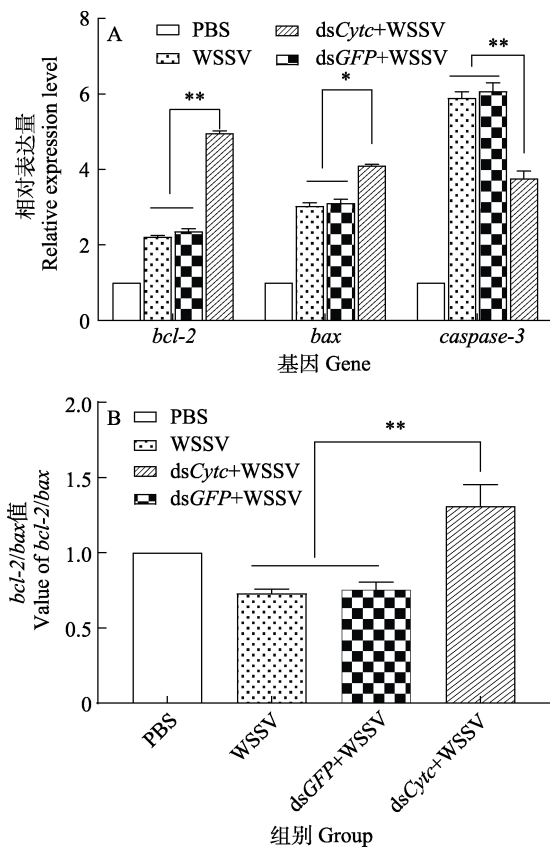 A
PBS
WSSV
dsCytc+WSSV
dsGFP+WSSV
**
*
**
8
6
4
2
0
相对表达量
Relative expression level
bcl-2
bax
caspase-3
基因 Gene
B
PBS
WSSV
dsCytc+WSSV
dsGFP+WSSV
**
2.0
1.5
1.0
0.5
0
bcl-2/bax值
Value of bcl-2/bax
PBS
WSSV
dsGFP+WSSV
dsCytc+WSSV
组别 Group